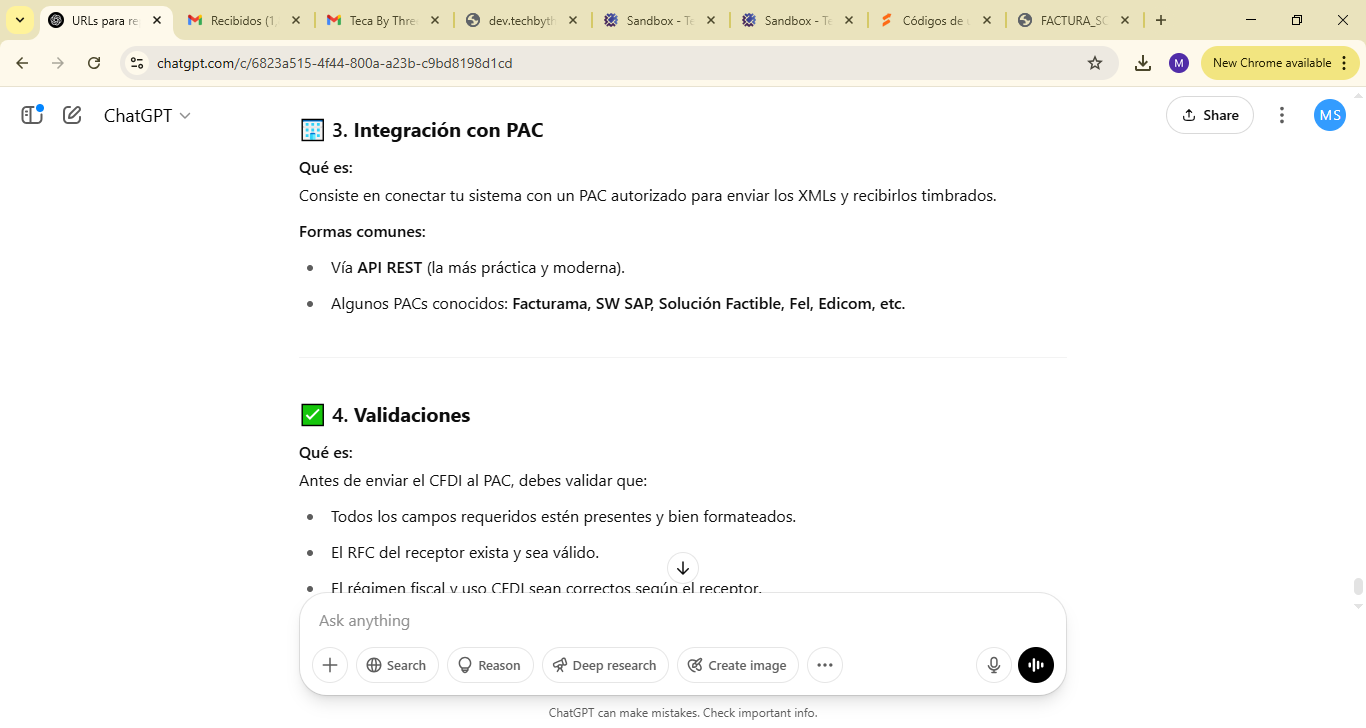 URLs para re
Recibidos (1,
Teca By Thre
dev.techbyth
Sandbox - Te
Sandbox - Te
Códigos de u
FACTURA_SC
chatgpt.com/c/6823a515-4f44-800a-a23b-c9bd8198d1cd
M
New Chrome available
ChatGPT
Share
MS
3. Integración con PAC
Qué es:
Consiste en conectar tu sistema con un PAC autorizado para enviar los XMLs y recibirlos timbrados.
Formas comunes:
Vía API REST (la más práctica y moderna).
Algunos PACs conocidos: Facturama, SW SAP, Solución Factible, Fel, Edicom, etc.
4. Validaciones
Qué es:
Antes de enviar el CFDI al PAC, debes validar que:
Todos los campos requeridos estén presentes y bien formateados.
El RFC del receptor exista y sea válido.
El régimen fiscal y uso CFDI sean correctos según el receptor.
Ask anything
Search
Reason
Deep research
Create image
ChatGPT can make mistakes. Check important info.